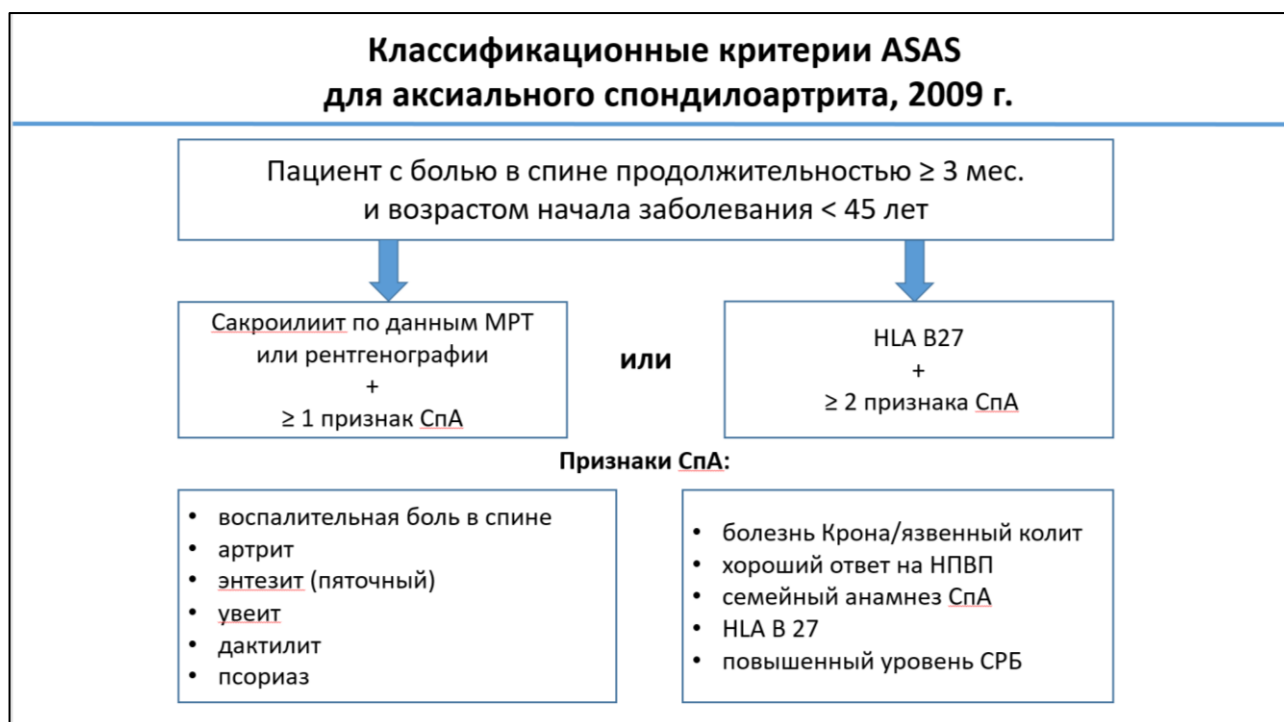 Классификационные критерии ASAS
для аксиального спондилоартрита, 2009 г.
Пациент с болью в спине продолжительностью ≥ 3 мес.
и возрастом начала заболевания < 45 лет
Сакроилиит по данным МРТ
или рентгенографии
+
≥ 1 признак СпА
или
HLA B27
+
≥ 2 признака СпА
Признаки СпА:
• воспалительная боль в спине
• артрит
• энтезит (пяточный)
• увеит
• дактилит
• псориаз
• болезнь Крона/язвенный колит
• хороший ответ на НПВП
• семейный анамнез СпА
• HLA B 27
• повышенный уровень СРБ